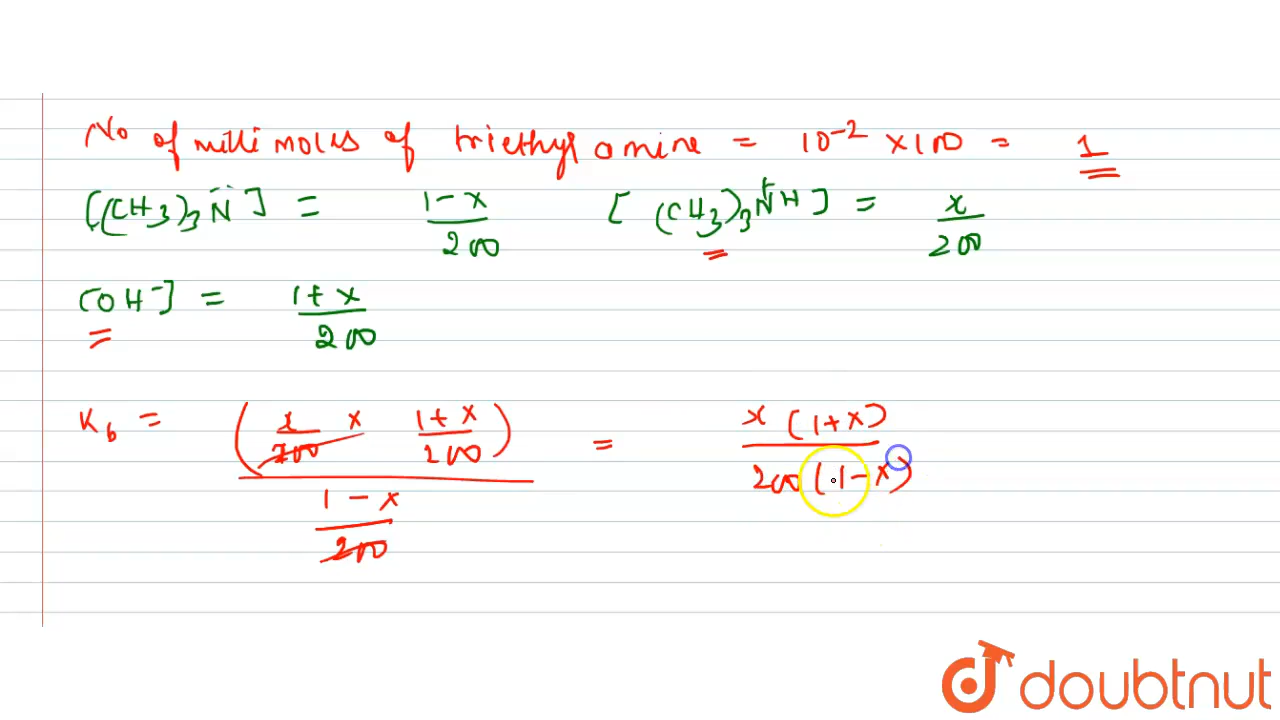 No of milli moles of triethyl amine = 10⁻² × 100 = 1
[(CH3)3N̈] = 1-x/200 [(CH3)3N⁺H] = x/200
[OH⁻] = 1+x/200
Kb = (x/200 × 1+x/200) / (1-x/200) = x(1+x)/200(1-x)
doubtnut